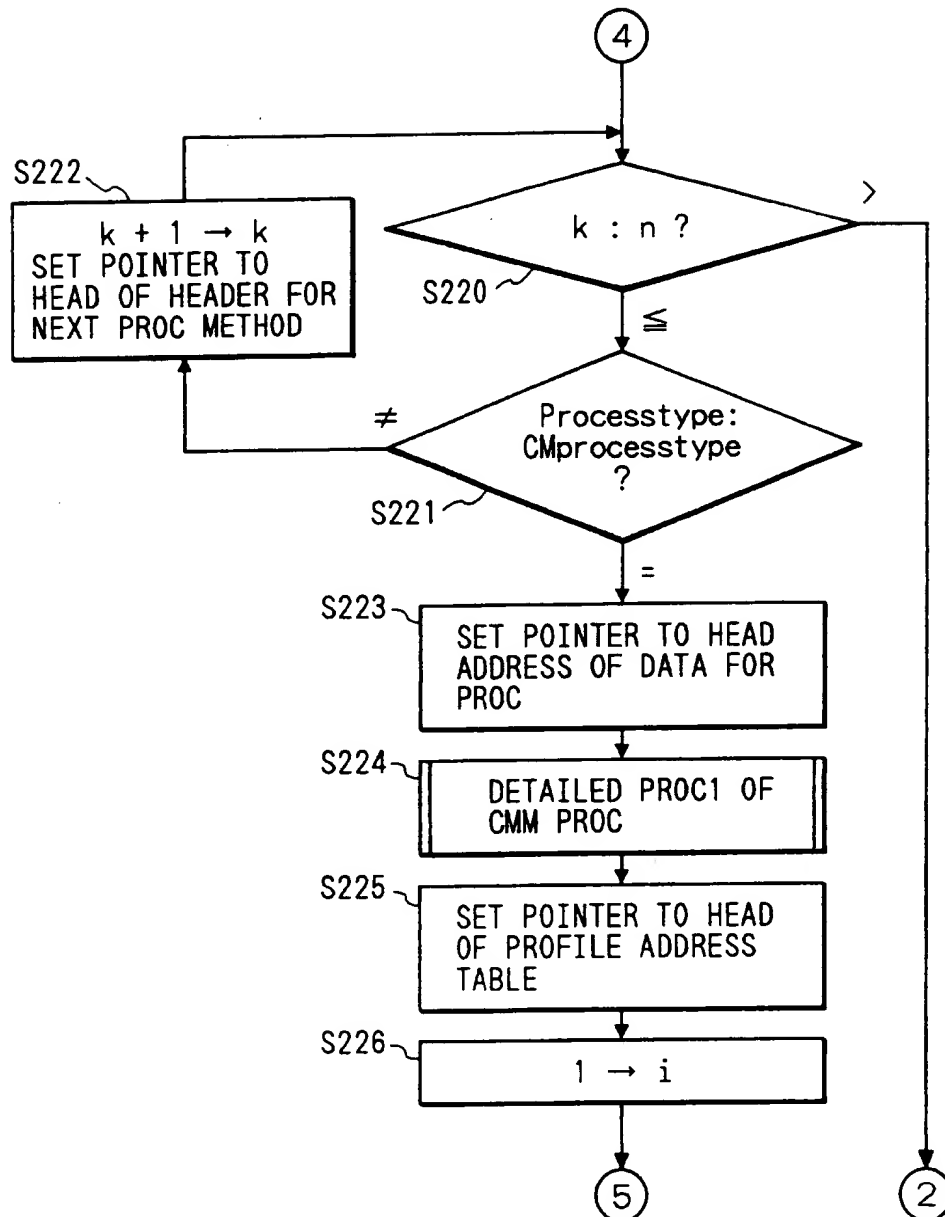 4
S222
k + 1 → k
SET POINTER TO
HEAD OF HEADER FOR
NEXT PROC METHOD
k : n ?
>
S220
≦
Processtype:
CMprocesstype
?
≠
S221
=
S223
SET POINTER TO HEAD
ADDRESS OF DATA FOR
PROC
S224
DETAILED PROC1 OF
CMM PROC
S225
SET POINTER TO HEAD
OF PROFILE ADDRESS
TABLE
S226
1 → i
5
2